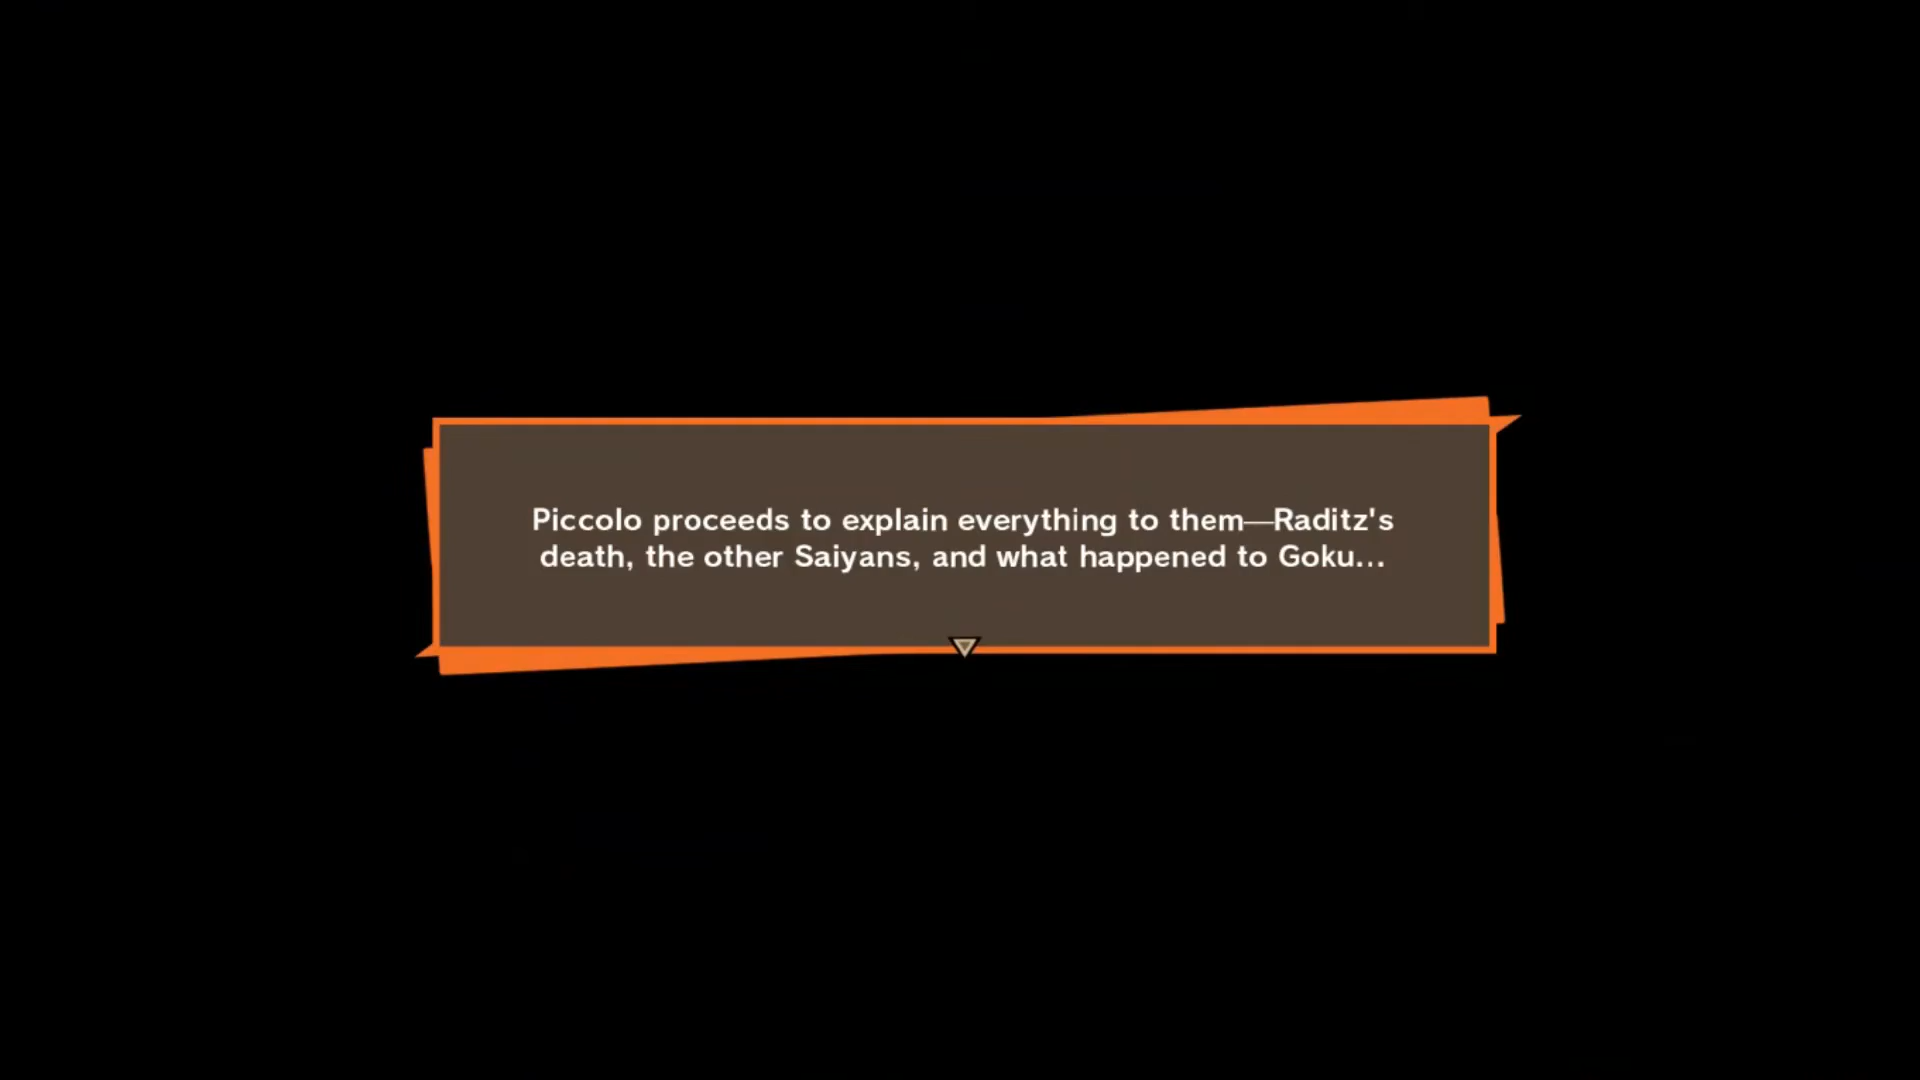 Piccolo proceeds to explain everything to them—Raditz's
death, the other Saiyans, and what happened to Goku...